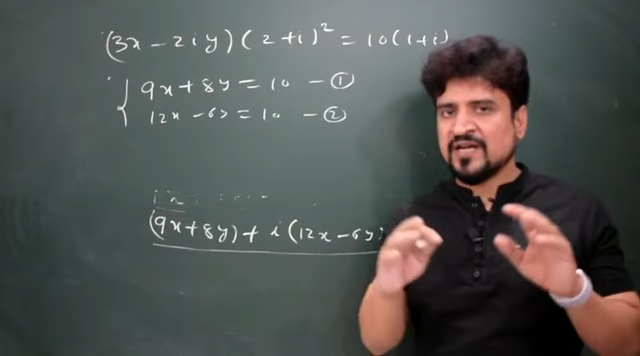 (3x - 2iy)(2+i)² = 10(1+i)
9x + 8y = 10 - ①
12x - 6y = 10 - ②
(9x + 8y) + i(12x - 6y)